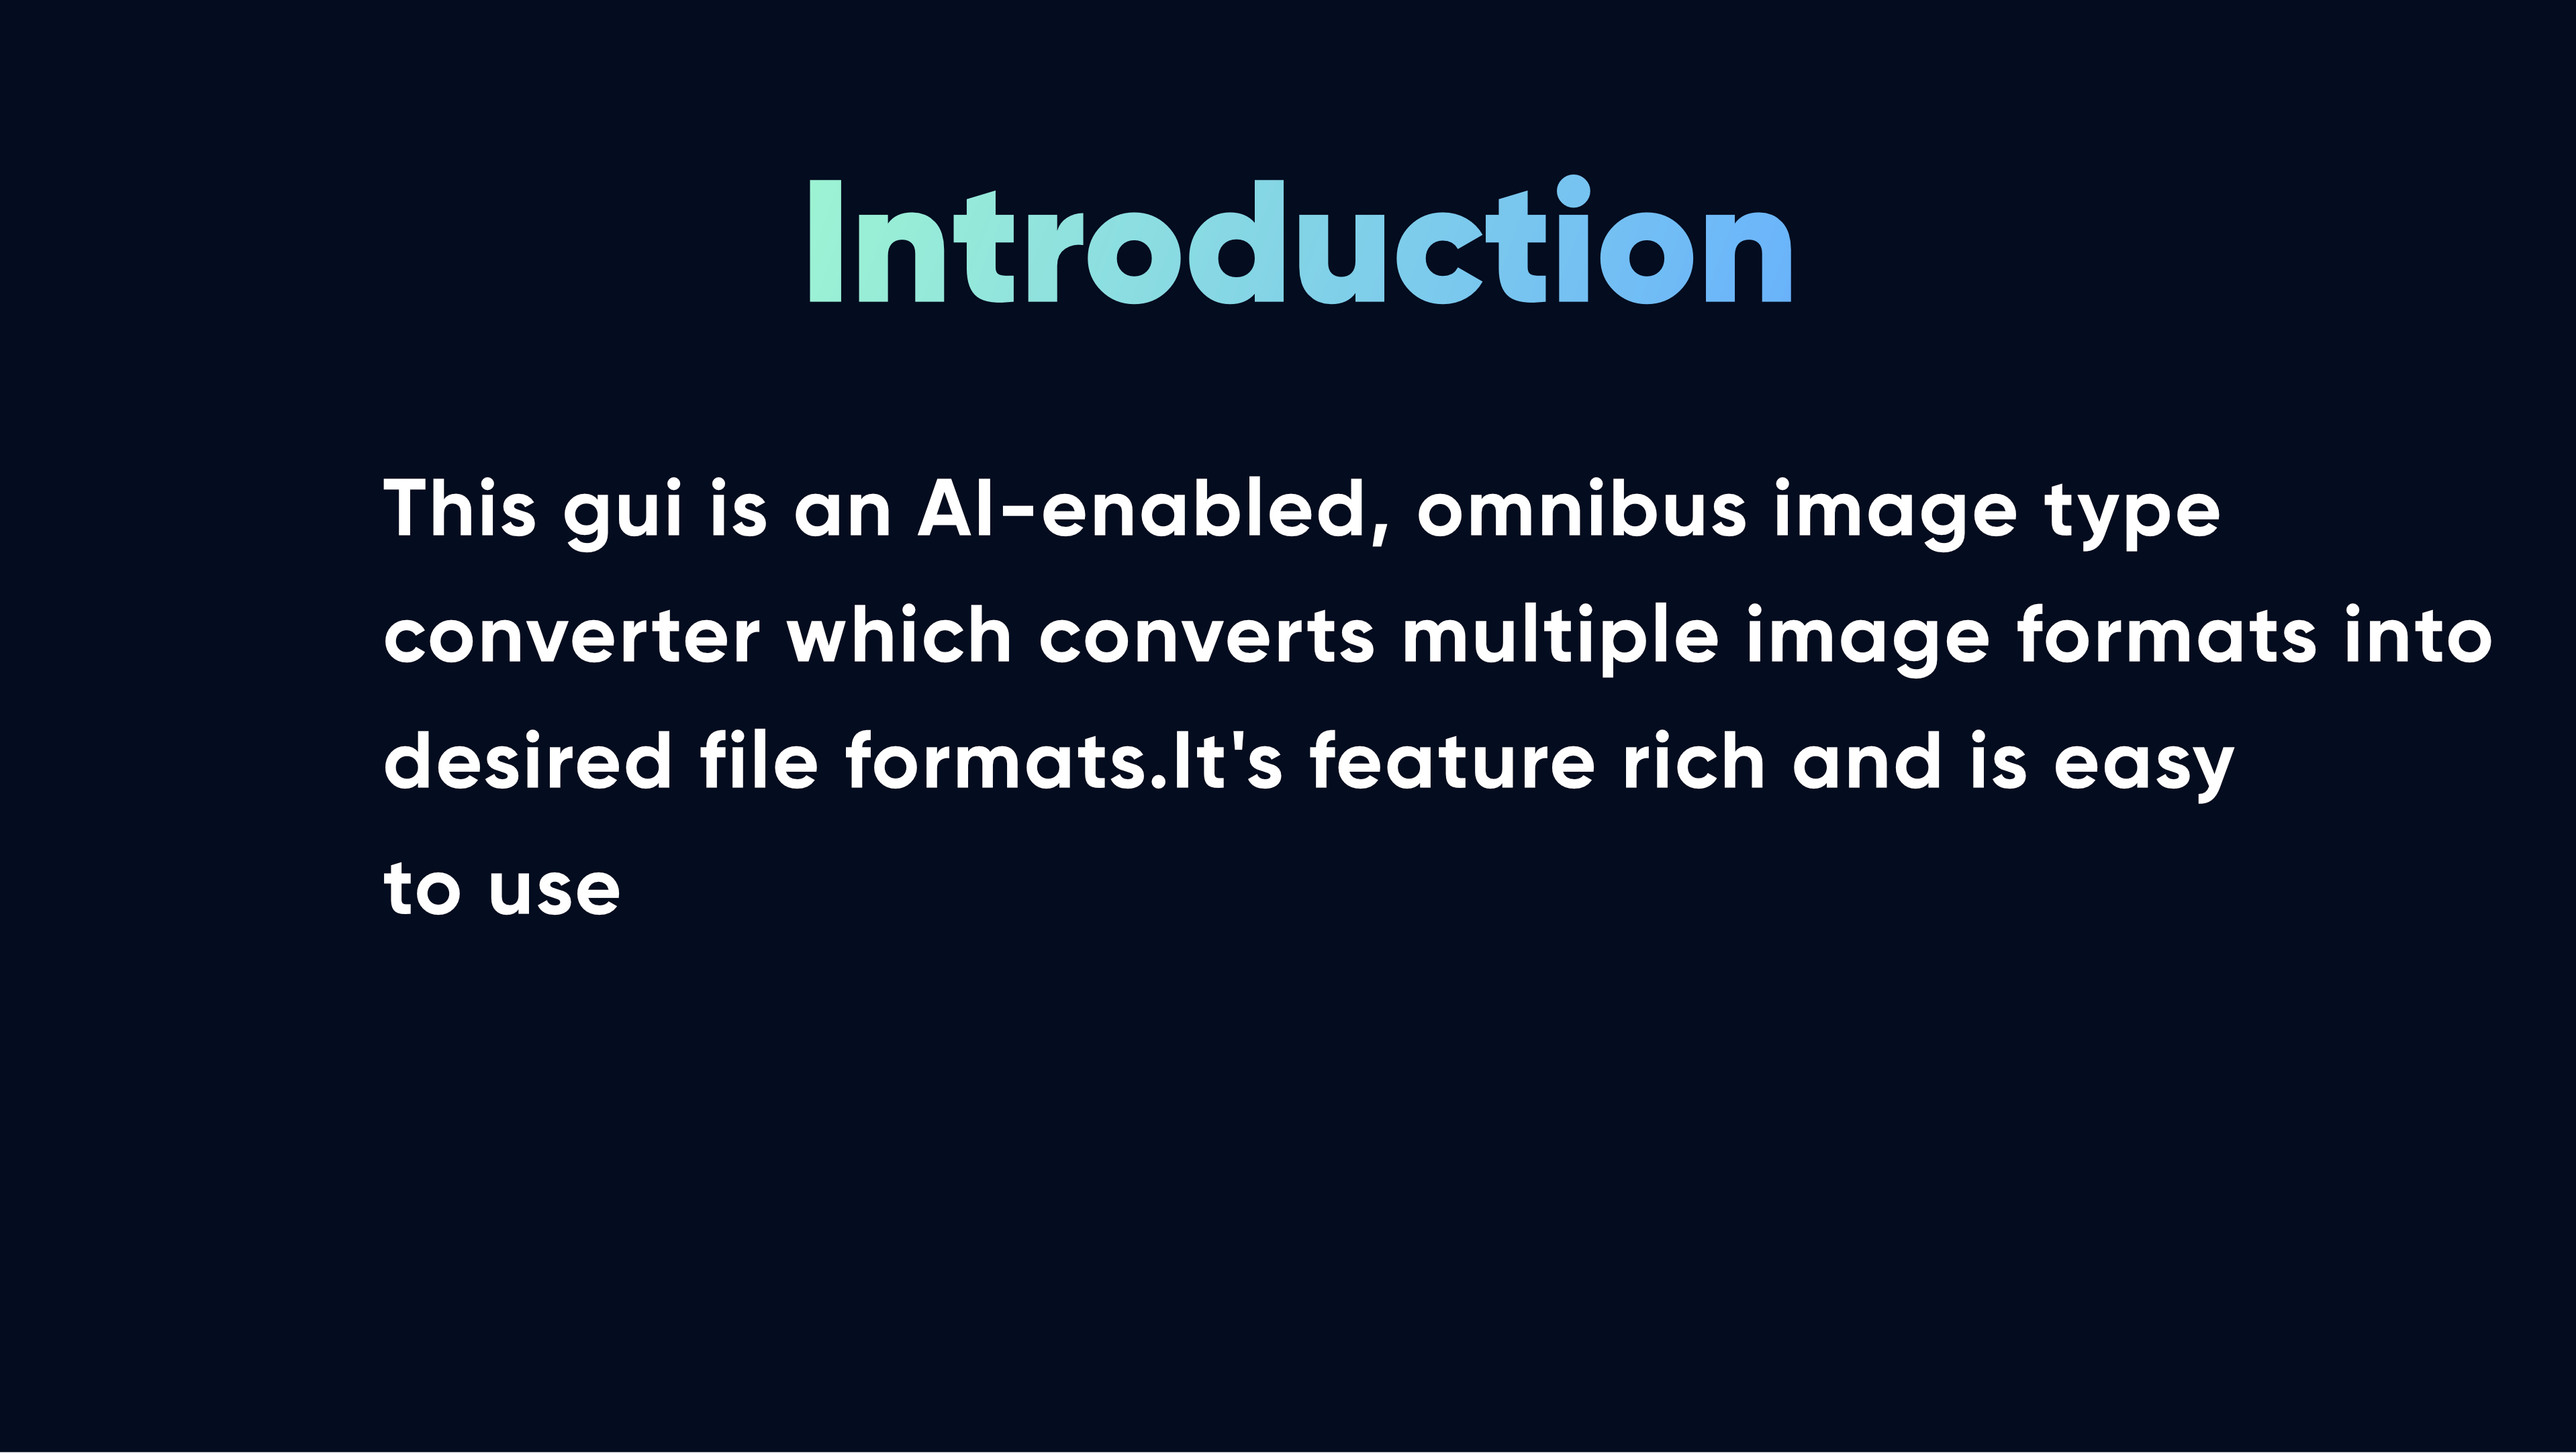 Introduction
This gui is an AI-enabled, omnibus image type
converter which converts multiple image formats into
desired file formats.It's feature rich and is easy
to use